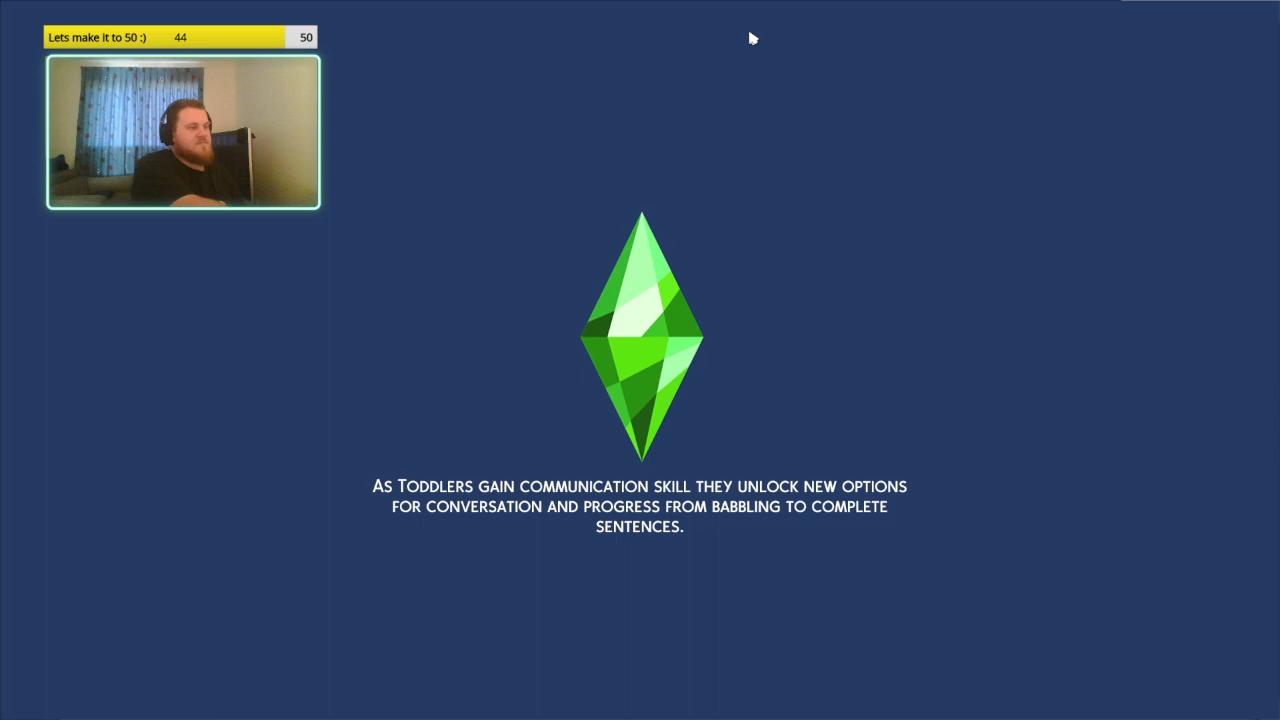 Lets make it to 50 :) 44 50
AS TODDLERS GAIN COMMUNICATION SKILL THEY UNLOCK NEW OPTIONS
FOR CONVERSATION AND PROGRESS FROM BABBLING TO COMPLETE
SENTENCES.